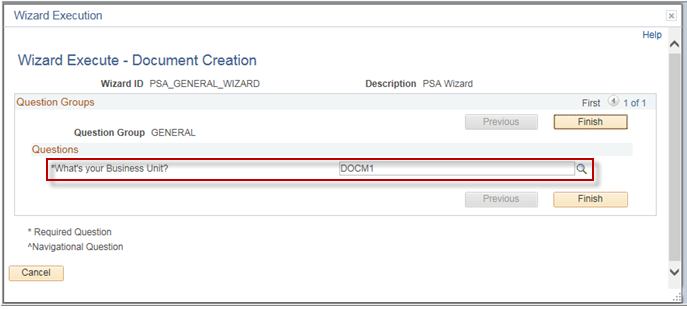 Wizard Execution
Help
Wizard Execute - Document Creation
Wizard ID PSA_GENERAL_WIZARD Description PSA Wizard
Question Groups First 1 of 1
Previous Finish
Question Group GENERAL
Questions
*What's your Business Unit? DOCM1
Previous Finish
* Required Question
^Navigational Question
Cancel